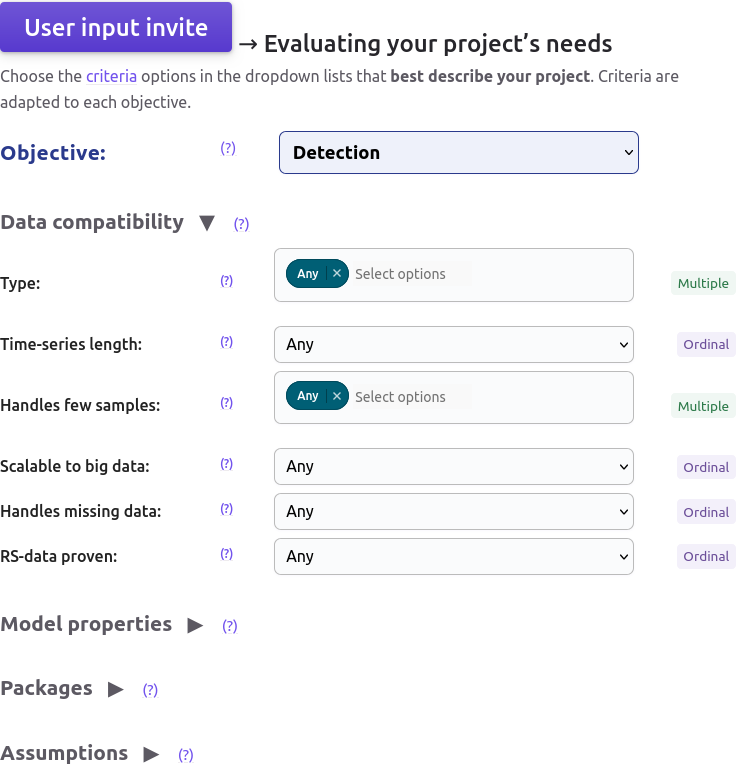 User input invite → Evaluating your project’s needs
Choose the criteria options in the dropdown lists that best describe your project. Criteria are
adapted to each objective.
Objective: (?) Detection
Data compatibility ▼ (?)
Type: (?) Any × Select options Multiple
Time-series length: (?) Any Ordinal
Handles few samples: (?) Any × Select options Multiple
Scalable to big data: (?) Any Ordinal
Handles missing data: (?) Any Ordinal
RS-data proven: (?) Any Ordinal
Model properties ▶ (?)
Packages ▶ (?)
Assumptions ▶ (?)